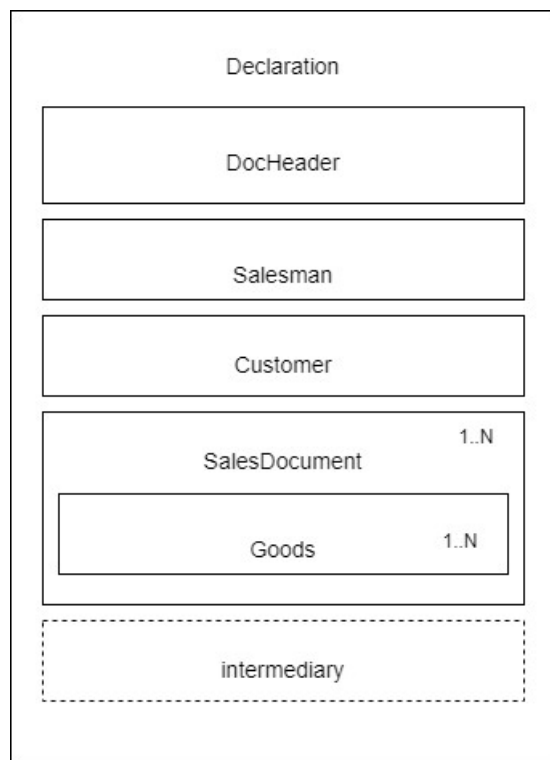 Declaration
DocHeader
Salesman
Customer
1..N
SalesDocument
Goods
1..N
intermediary